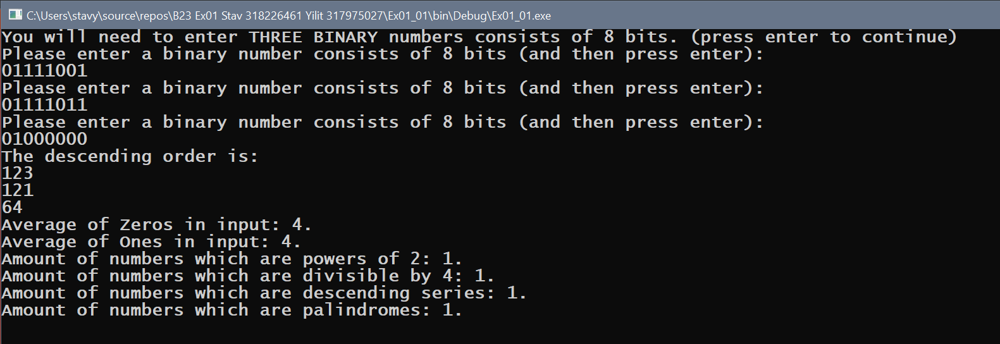 C:\Users\stavy\source\repos\B23 Ex01 Stav 318226461 Yilit 317975027\Ex01_01\bin\Debug\Ex01_01.exe
You will need to enter THREE BINARY numbers consists of 8 bits. (press enter to continue)
Please enter a binary number consists of 8 bits (and then press enter):
01111001
Please enter a binary number consists of 8 bits (and then press enter):
01111011
Please enter a binary number consists of 8 bits (and then press enter):
01000000
The descending order is:
123
121
64
Average of Zeros in input: 4.
Average of Ones in input: 4.
Amount of numbers which are powers of 2: 1.
Amount of numbers which are divisible by 4: 1.
Amount of numbers which are descending series: 1.
Amount of numbers which are palindromes: 1.